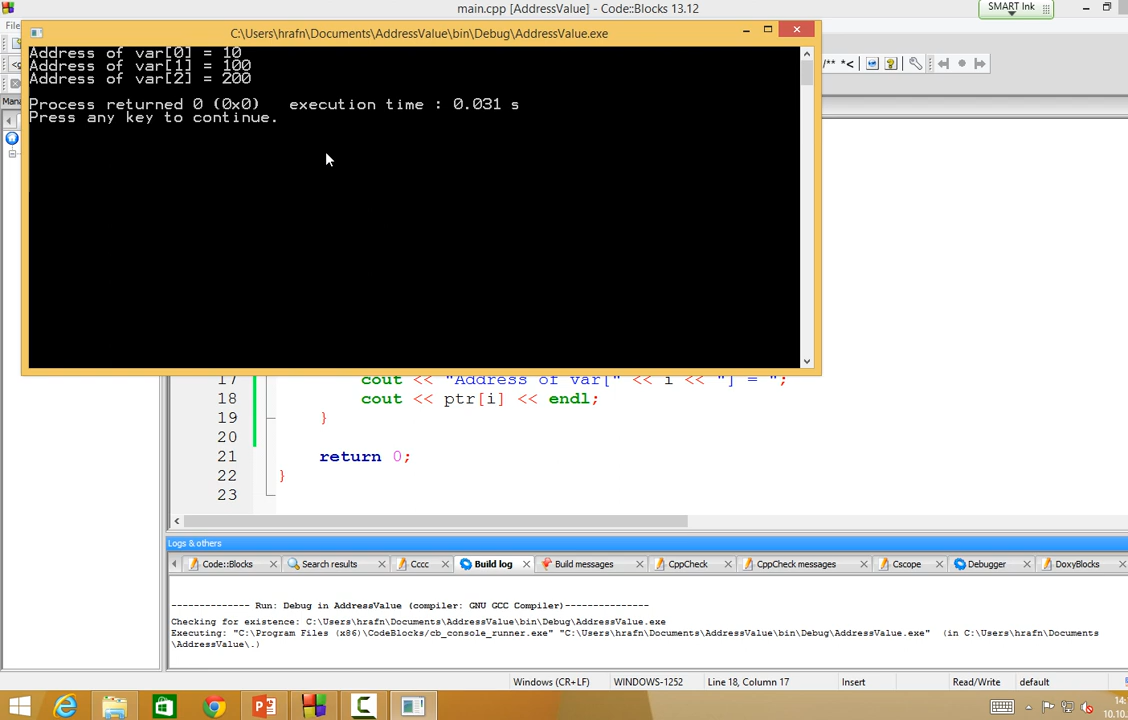 main.cpp [AddressValue] - Code::Blocks 13.12
SMART Ink
File
C:\Users\hrafn\Documents\AddressValue\bin\Debug\AddressValue.exe
Address of var[0] = 10
Address of var[1] = 100
Address of var[2] = 200
Process returned 0 (0x0) execution time : 0.031 s
Press any key to continue.
/** *<
<g
Mana
17 cout << "Address of var[" << i << "] = ";
18 cout << ptr[i] << endl;
19 }
20
21 return 0;
22 }
23
Logs & others
Code::Blocks Search results Cccc Build log Build messages CppCheck CppCheck messages Cscope Debugger DoxyBlocks
-------------- Run: Debug in AddressValue (compiler: GNU GCC Compiler)---------------
Checking for existence: C:\Users\hrafn\Documents\AddressValue\bin\Debug\AddressValue.exe
Executing: "C:\Program Files (x86)\CodeBlocks/cb_console_runner.exe" "C:\Users\hrafn\Documents\AddressValue\bin\Debug\AddressValue.exe" (in C:\Users\hrafn\Documents
\AddressValue\.)
Windows (CR+LF) WINDOWS-1252 Line 18, Column 17 Insert Read/Write default
14:
10.10.